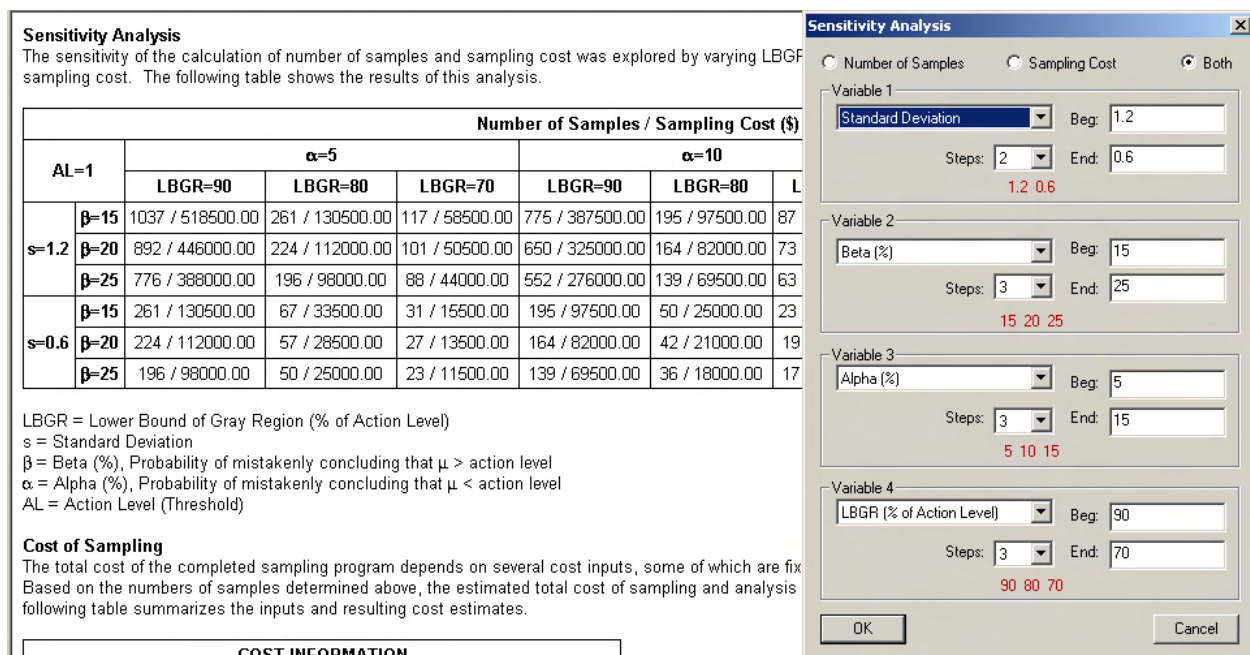 Sensitivity Analysis
The sensitivity of the calculation of number of samples and sampling cost was explored by varying LBGR
sampling cost. The following table shows the results of this analysis.
Number of Samples / Sampling Cost ($)
AL=1
α=5 α=10
LBGR=90 LBGR=80 LBGR=70 LBGR=90 LBGR=80 L
s=1.2 β=15 1037 / 518500.00 261 / 130500.00 117 / 58500.00 775 / 387500.00 195 / 97500.00 87
β=20 892 / 446000.00 224 / 112000.00 101 / 50500.00 650 / 325000.00 164 / 82000.00 73
β=25 776 / 388000.00 196 / 98000.00 88 / 44000.00 552 / 276000.00 139 / 69500.00 63
s=0.6 β=15 261 / 130500.00 67 / 33500.00 31 / 15500.00 195 / 97500.00 50 / 25000.00 23
β=20 224 / 112000.00 57 / 28500.00 27 / 13500.00 164 / 82000.00 42 / 21000.00 19
β=25 196 / 98000.00 50 / 25000.00 23 / 11500.00 139 / 69500.00 36 / 18000.00 17
LBGR = Lower Bound of Gray Region (% of Action Level)
s = Standard Deviation
β = Beta (%), Probability of mistakenly concluding that μ > action level
α = Alpha (%), Probability of mistakenly concluding that μ < action level
AL = Action Level (Threshold)
Cost of Sampling
The total cost of the completed sampling program depends on several cost inputs, some of which are fix
Based on the numbers of samples determined above, the estimated total cost of sampling and analysis
following table summarizes the inputs and resulting cost estimates.
COST INFORMATION
Sensitivity Analysis
Number of Samples Sampling Cost Both
Variable 1
Standard Deviation Beg: 1.2
Steps: 2 End: 0.6
1.2 0.6
Variable 2
Beta (%) Beg: 15
Steps: 3 End: 25
15 20 25
Variable 3
Alpha (%) Beg: 5
Steps: 3 End: 15
5 10 15
Variable 4
LBGR (% of Action Level) Beg: 90
Steps: 3 End: 70
90 80 70
OK Cancel